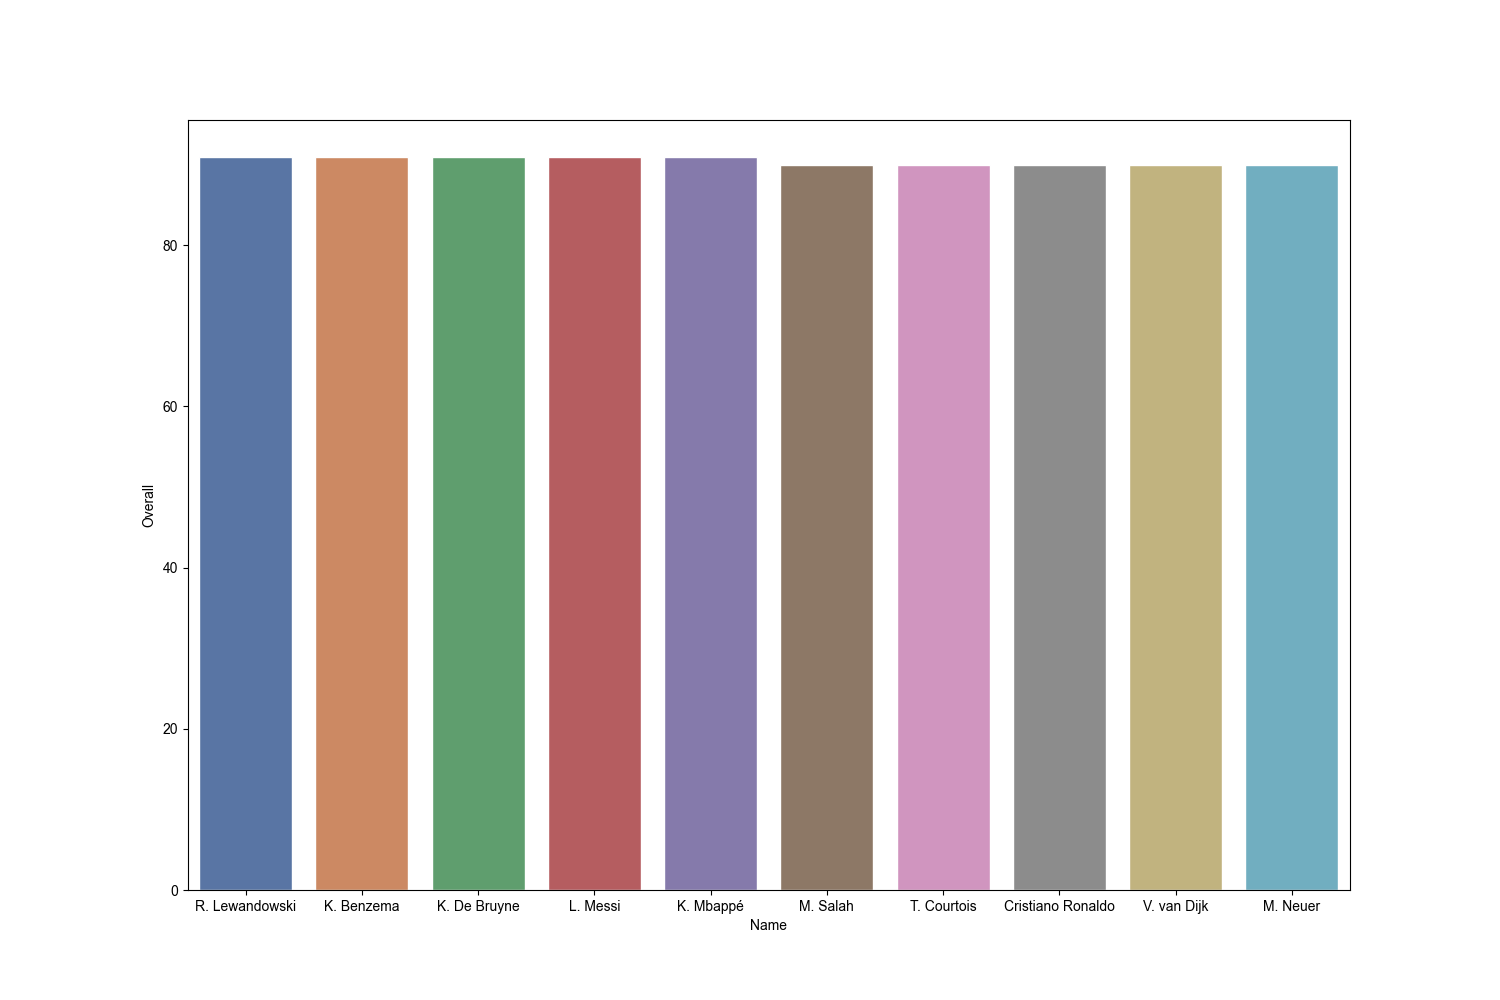 80
60
40
20
0
Overall
R. Lewandowski K. Benzema K. De Bruyne L. Messi K. Mbappé M. Salah T. Courtois Cristiano Ronaldo V. van Dijk M. Neuer
Name